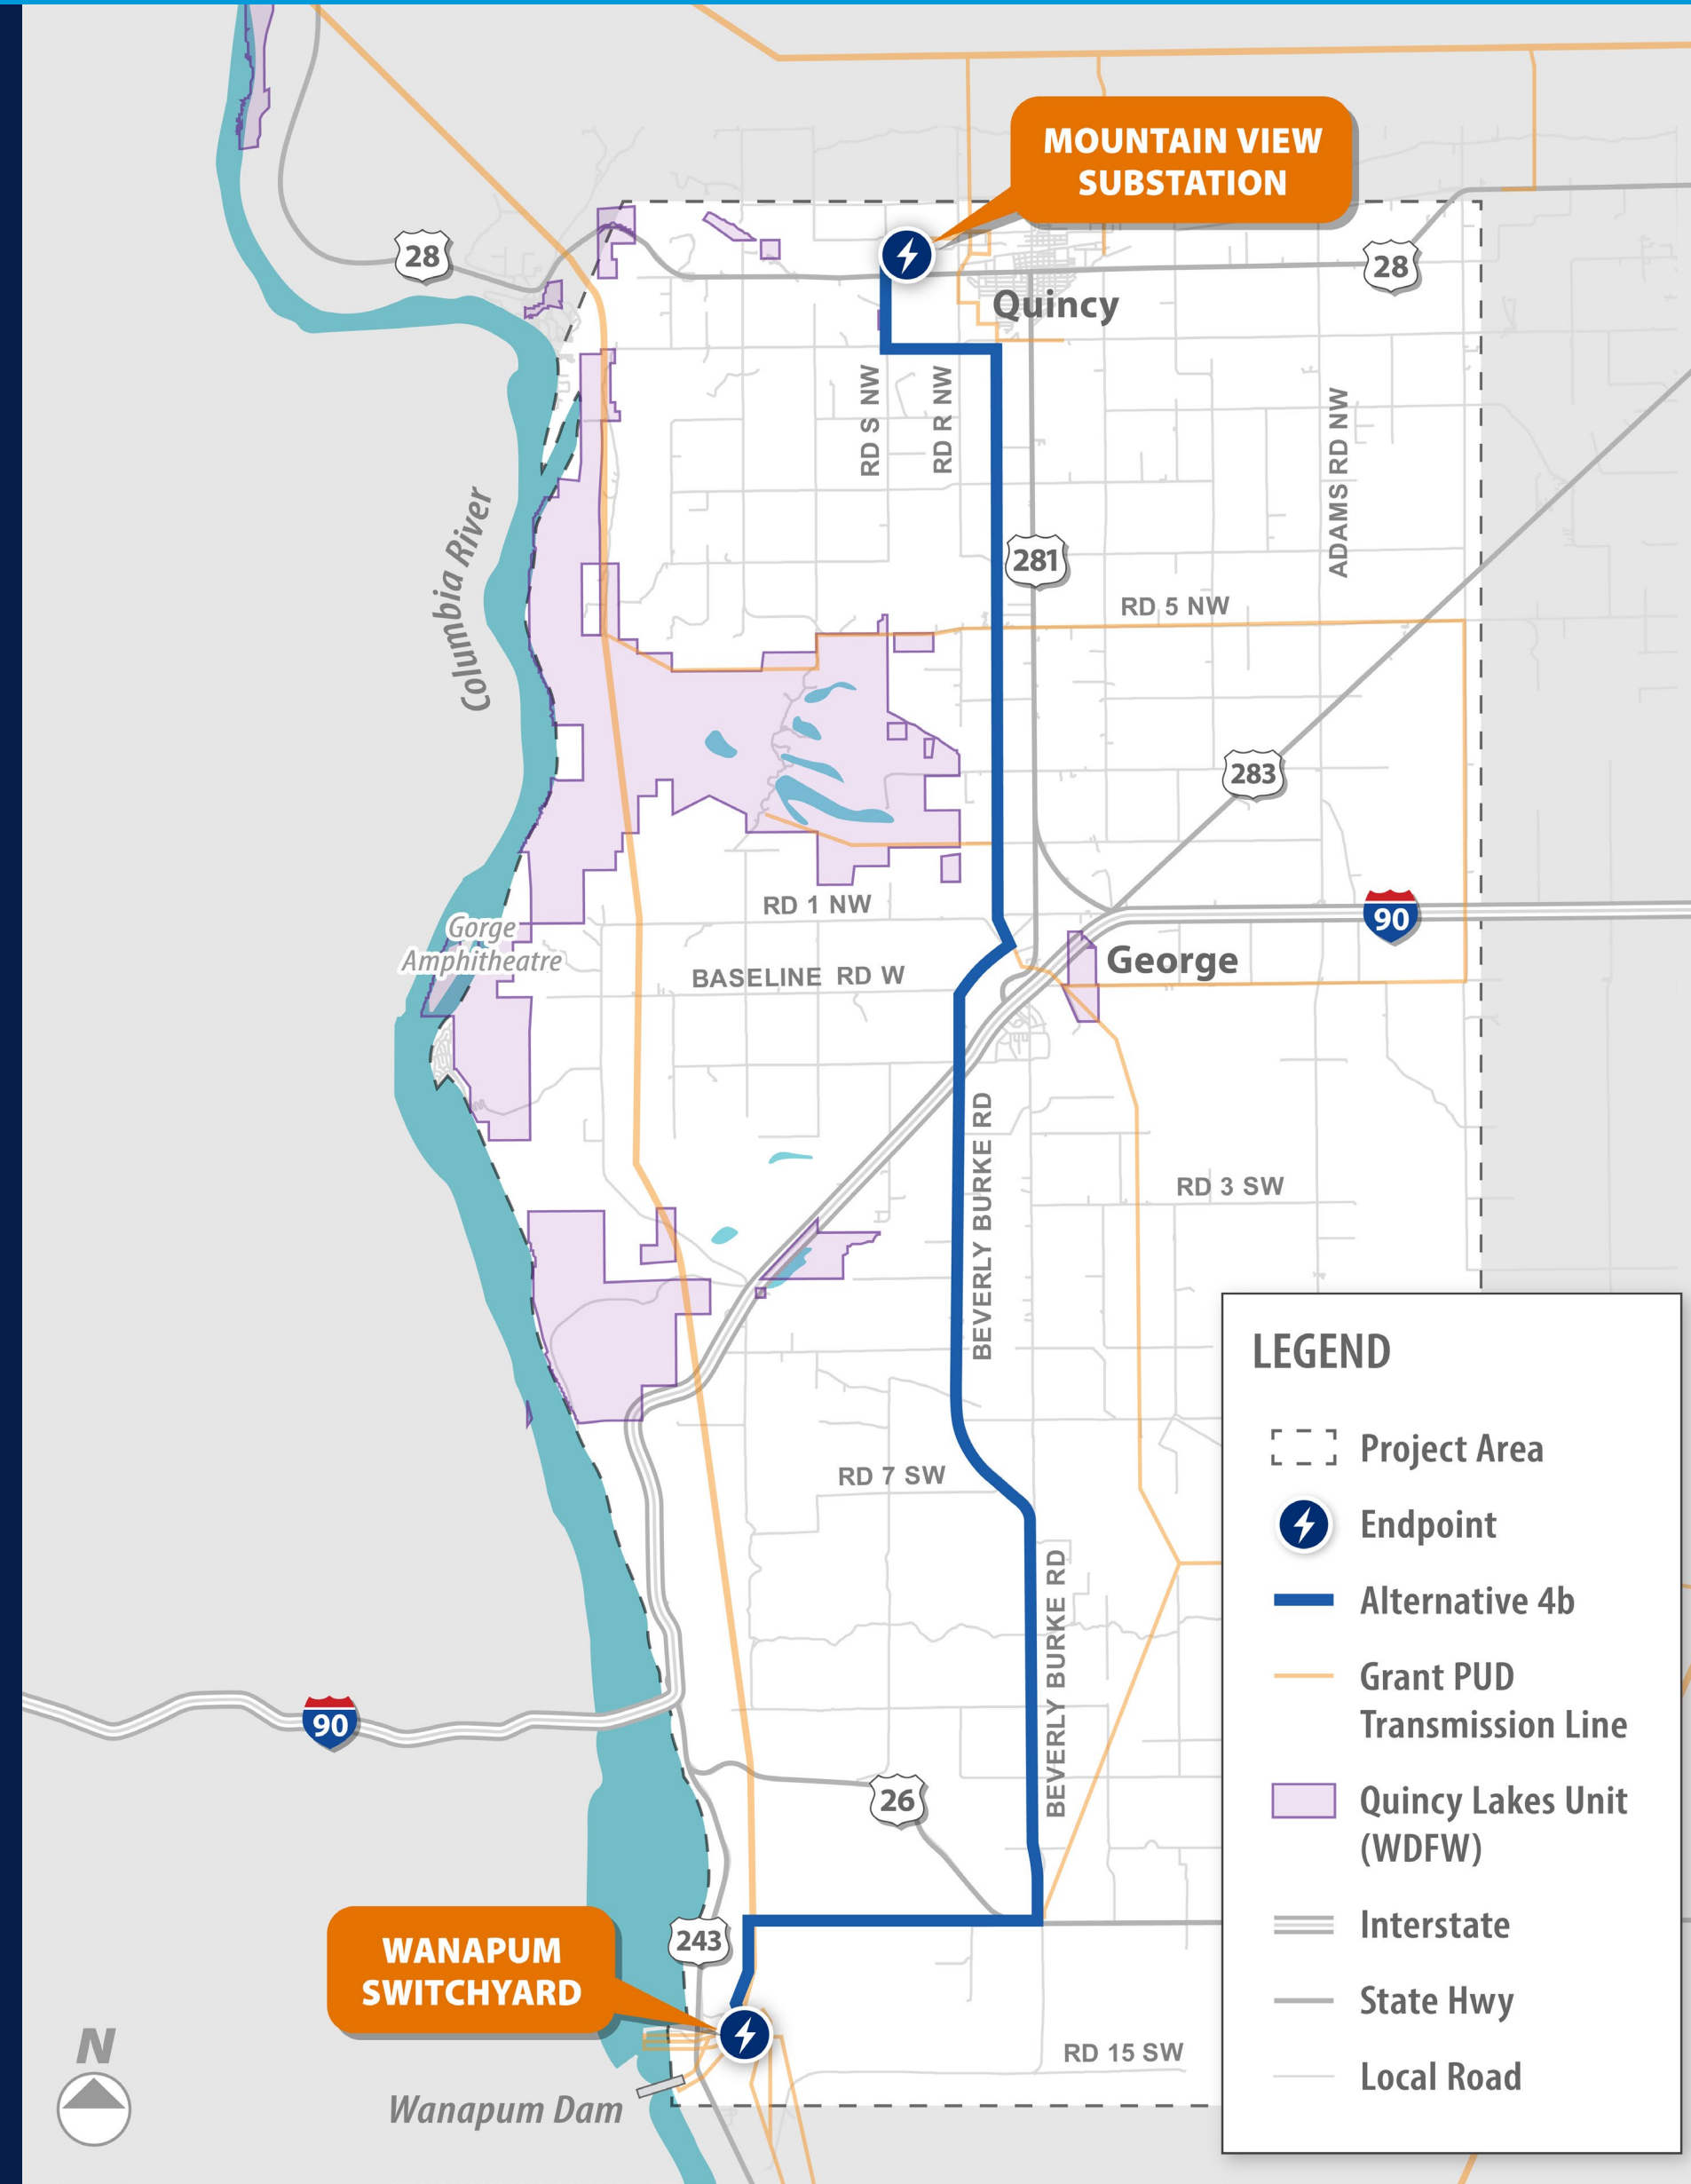 MOUNTAIN VIEW
SUBSTATION
28
28
Quincy
RD S NW
RD R NW
ADAMS RD NW
Columbia River
281
RD 5 NW
283
RD 1 NW
90
Gorge
Amphitheatre
George
BASELINE RD W
BEVERLY BURKE RD
RD 3 SW
RD 7 SW
BEVERLY BURKE RD
90
26
243
WANAPUM
SWITCHYARD
RD 15 SW
Wanapum Dam
N
LEGEND
Project Area
Endpoint
Alternative 4b
Grant PUD
Transmission Line
Quincy Lakes Unit
(WDFW)
Interstate
State Hwy
Local Road